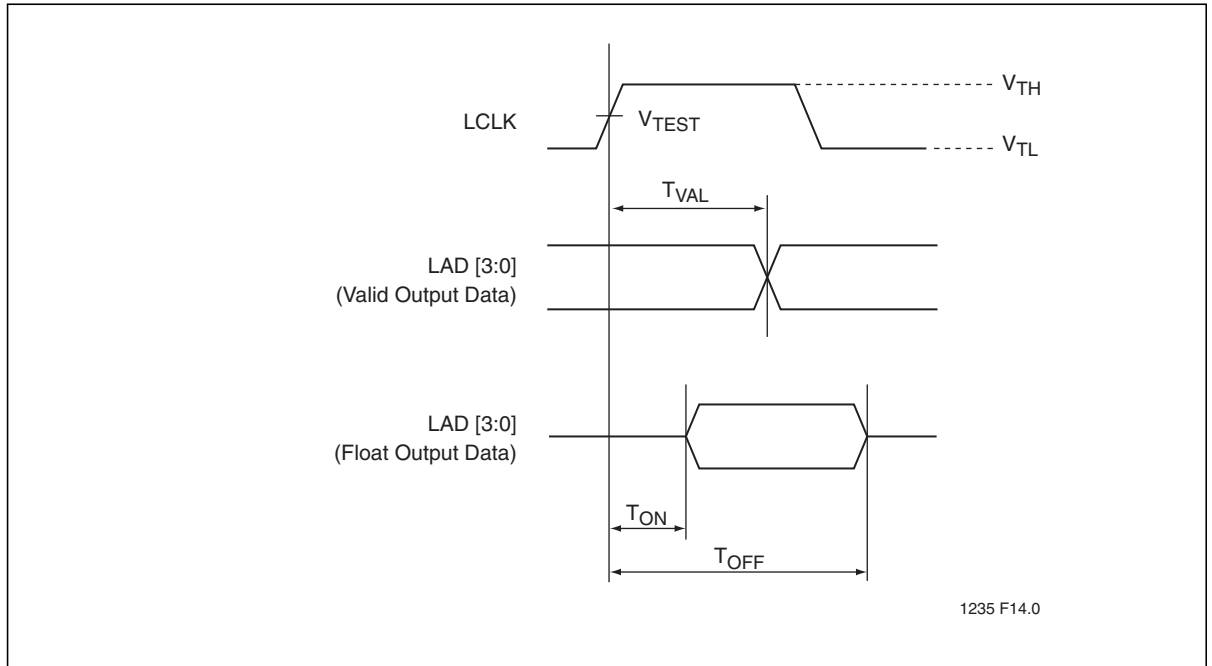 V_TH
LCLK
V_TEST
V_TL
T_VAL
LAD [3:0]
(Valid Output Data)
LAD [3:0]
(Float Output Data)
T_ON
T_OFF
1235 F14.0